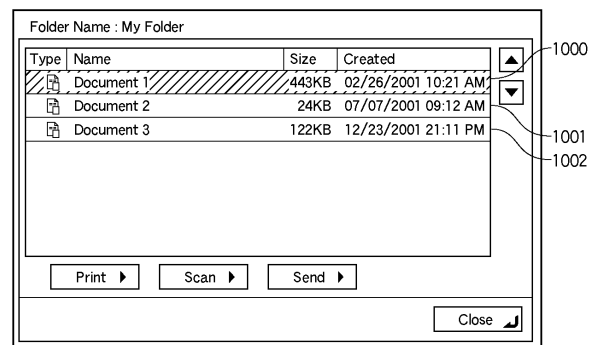 Folder Name : My Folder
Type Name Size Created
Document 1 443KB 02/26/2001 10:21 AM
Document 2 24KB 07/07/2001 09:12 AM
Document 3 122KB 12/23/2001 21:11 PM
1000
1001
1002
Print Scan Send
Close